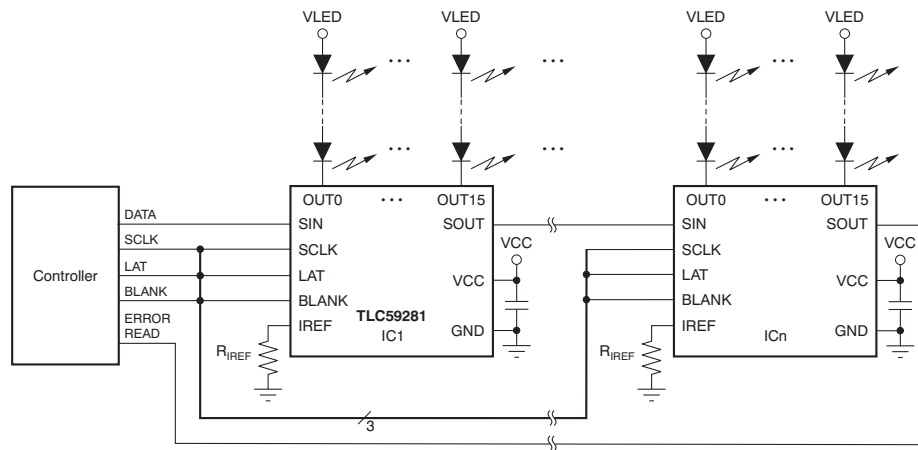 VLED VLED VLED VLED
... ... ... ...
... ... ... ...
OUT0 ... OUT15 OUT0 ... OUT15
DATA SIN SOUT SIN SOUT
SCLK SCLK VCC SCLK VCC
Controller LAT LAT VCC LAT VCC
BLANK BLANK BLANK
TLC59281
ERROR READ IREF IC1 GND IREF ICn GND
RIREF RIREF
3